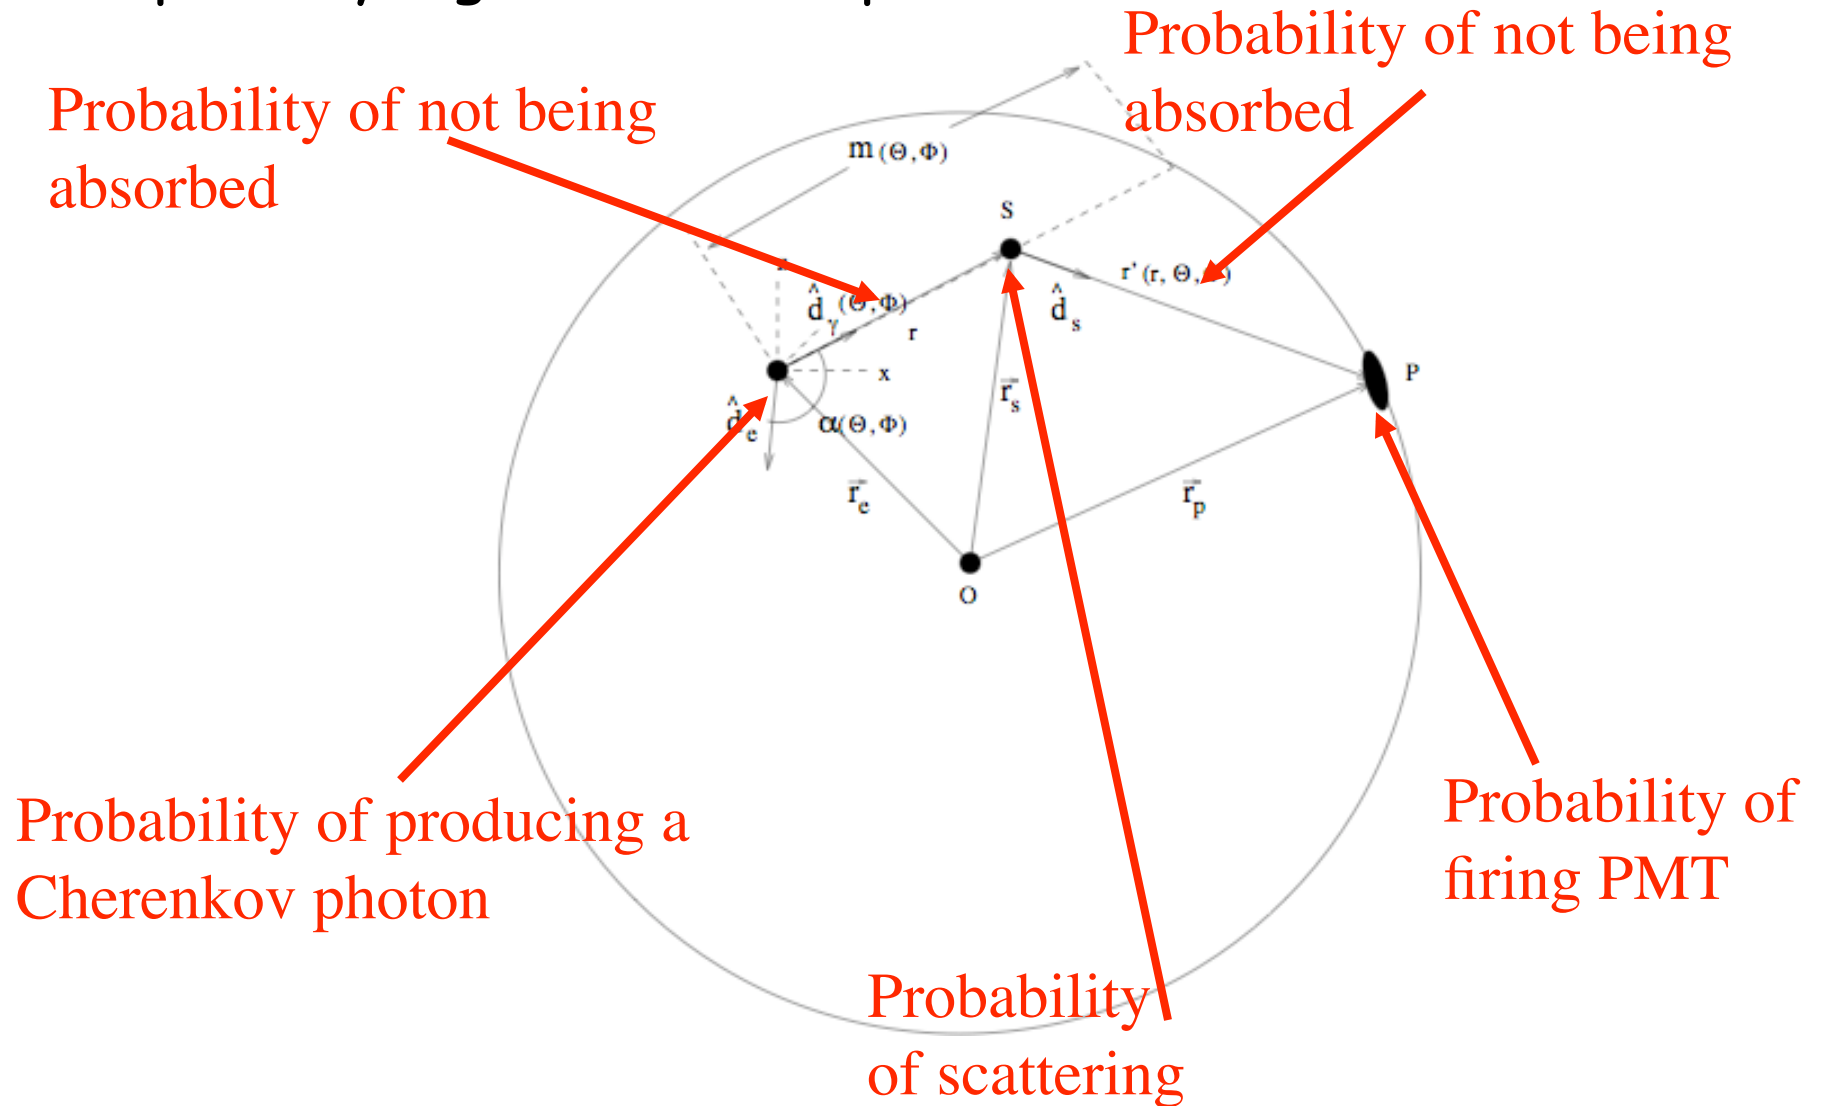 Probability of not being
absorbed
Probability of not being
absorbed
m (Θ,Φ)
S
r' (r, Θ, )
d̂γ (Θ,Φ)
d̂s
r
x
P
r⃗s
d̂e
α(Θ,Φ)
r⃗e
r⃗p
O
Probability of producing a
Cherenkov photon
Probability of
firing PMT
Probability
of scattering